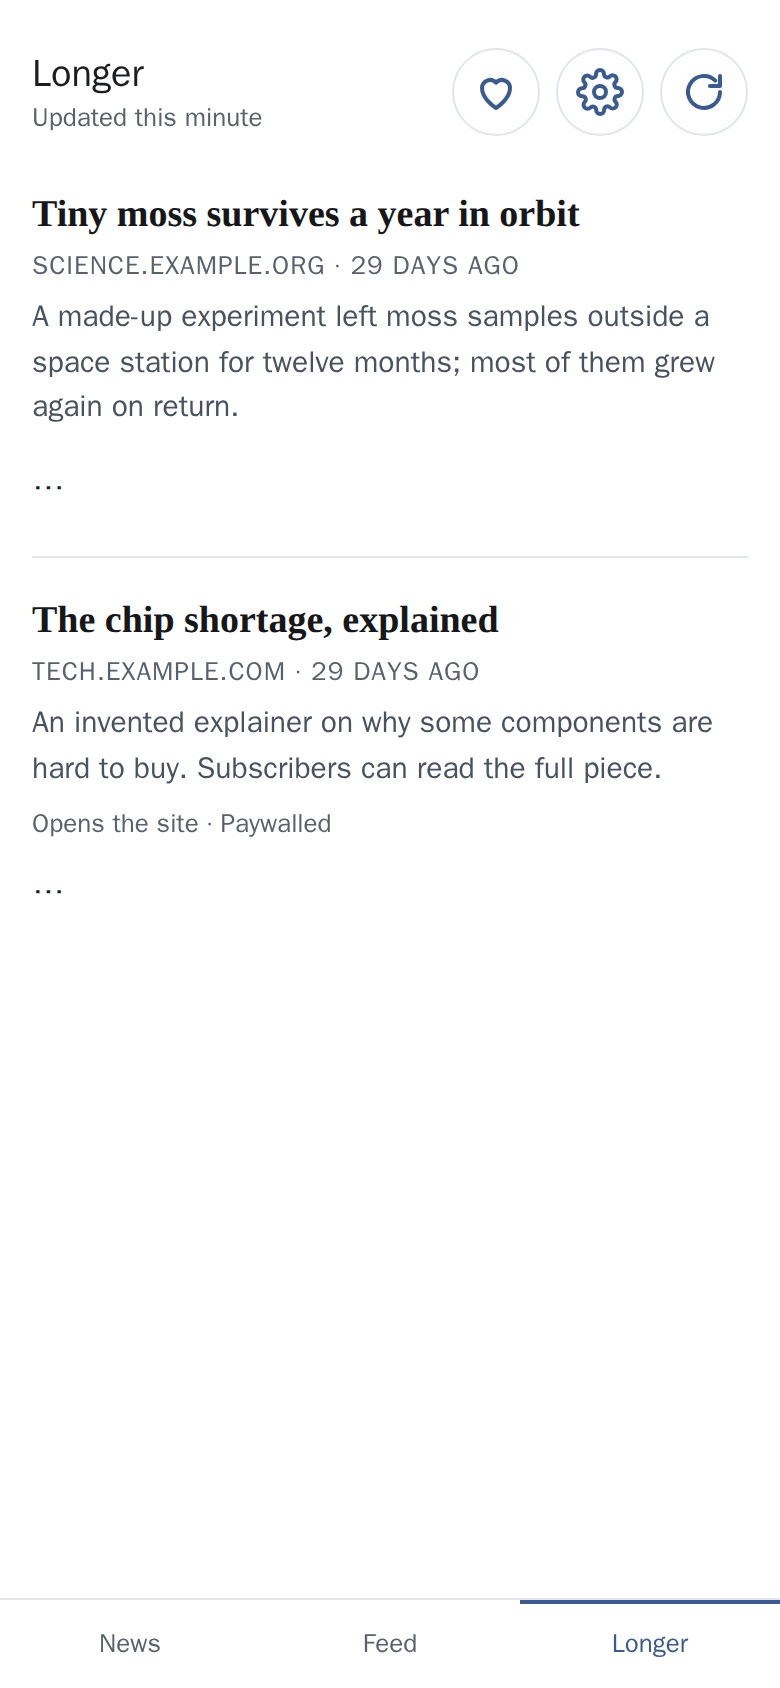 Longer
Updated this minute
Tiny moss survives a year in orbit
SCIENCE.EXAMPLE.ORG · 29 DAYS AGO
A made-up experiment left moss samples outside a
space station for twelve months; most of them grew
again on return.
...
The chip shortage, explained
TECH.EXAMPLE.COM · 29 DAYS AGO
An invented explainer on why some components are
hard to buy. Subscribers can read the full piece.
Opens the site · Paywalled
...
News Feed Longer